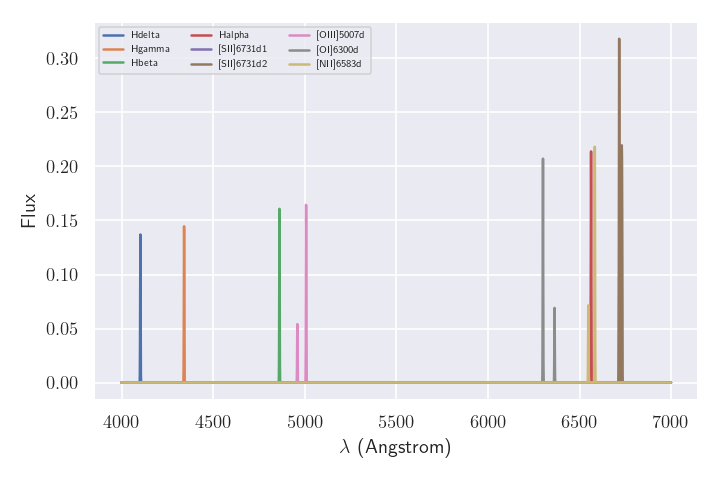 Hdelta Halpha [OIII]5007d
Hgamma [SII]6731d1 [OI]6300d
Hbeta [SII]6731d2 [NII]6583d
0.30
0.25
0.20
0.15
0.10
0.05
0.00
Flux
4000 4500 5000 5500 6000 6500 7000
λ (Angstrom)